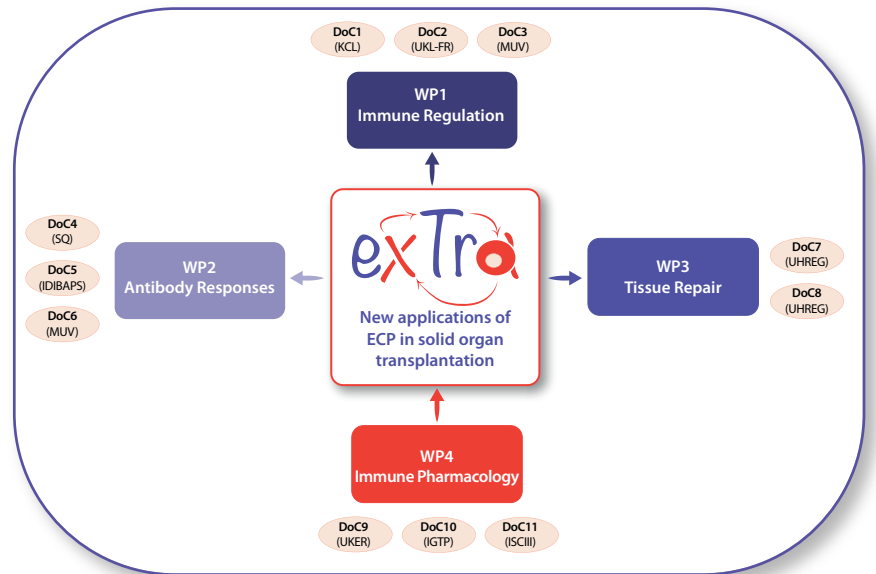 DoC1
(KCL)
DoC2
(UKL-FR)
DoC3
(MUV)
WP1
Immune Regulation
DoC4
(SQ)
DoC5
(IDIBAPS)
DoC6
(MUV)
WP2
Antibody Responses
exTra
New applications of
ECP in solid organ
transplantation
WP3
Tissue Repair
DoC7
(UHREG)
DoC8
(UHREG)
WP4
Immune Pharmacology
DoC9
(UKER)
DoC10
(IGTP)
DoC11
(ISCIII)